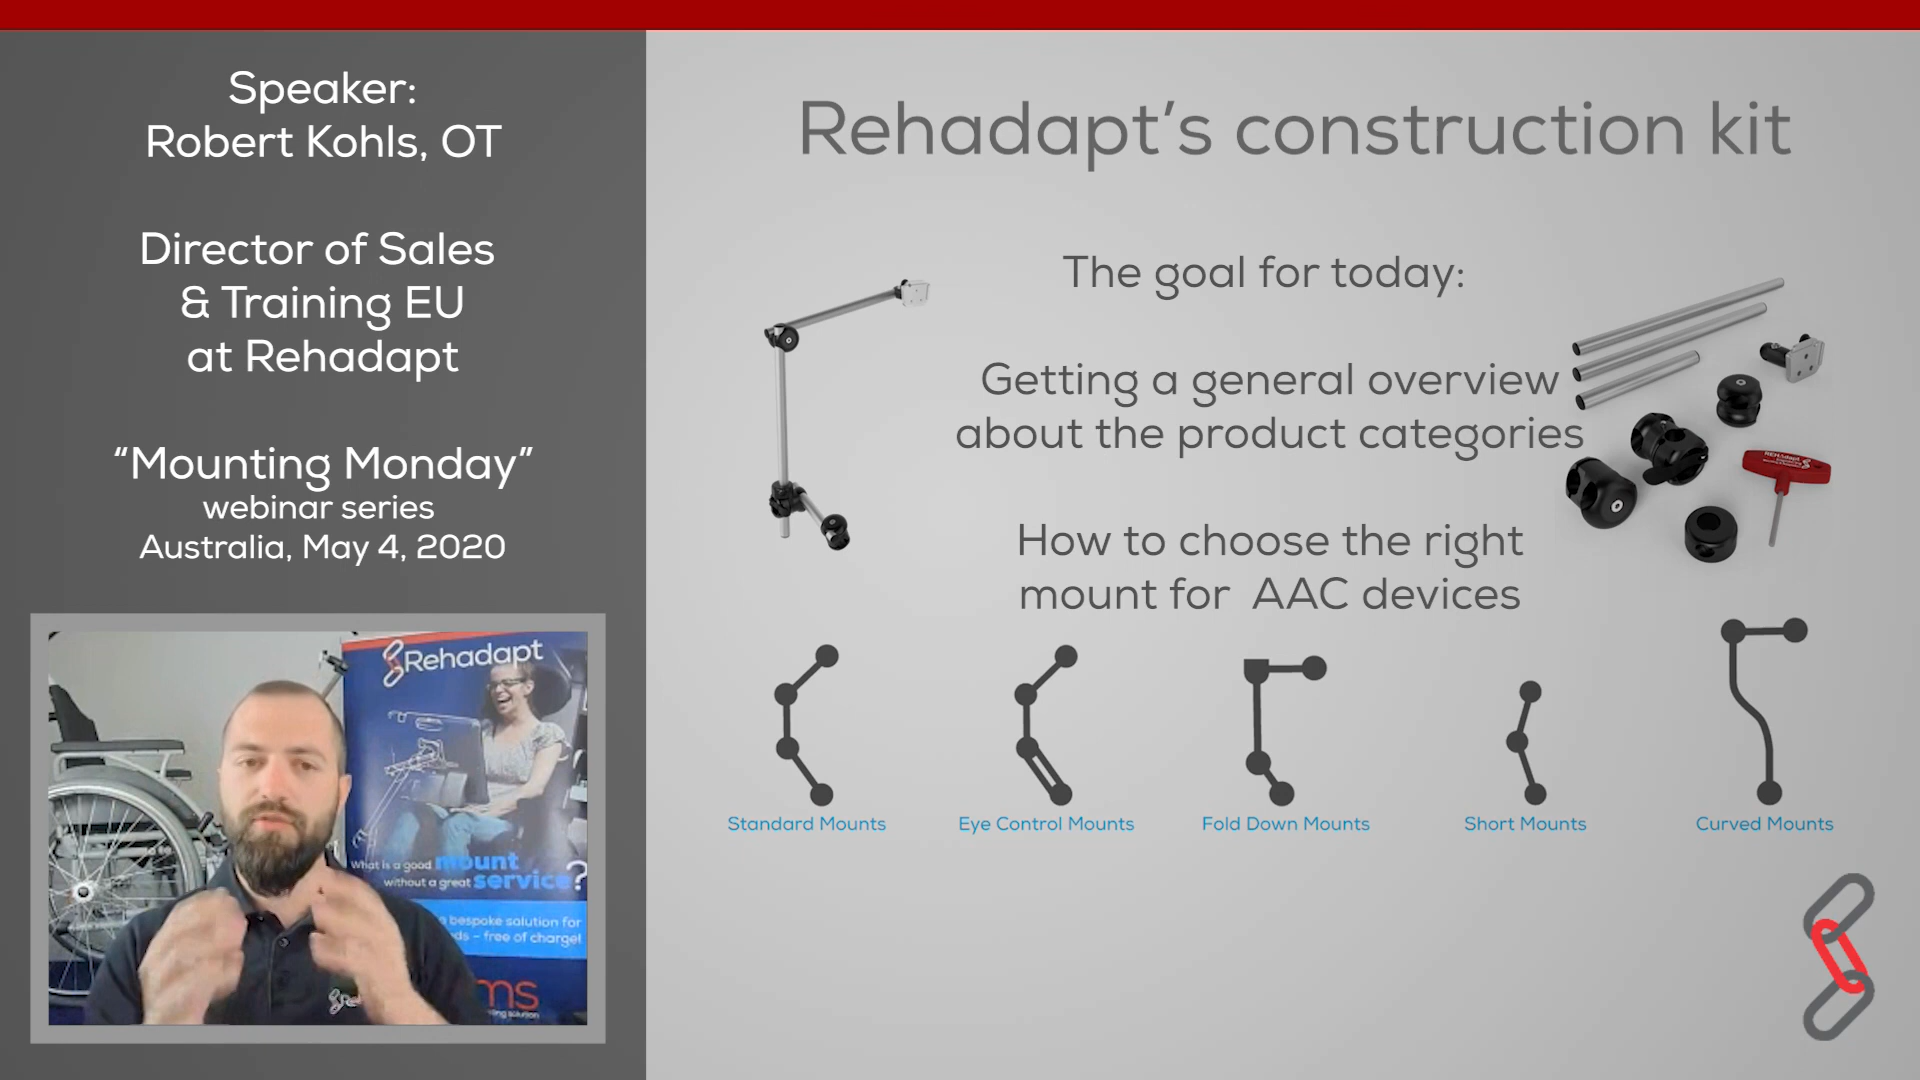 Speaker:
Robert Kohls, OT
Director of Sales
& Training EU
at Rehadapt
“Mounting Monday”
webinar series
Australia, May 4, 2020
Rehadapt
What is a good mount
without a great service?
bespoke solution for
ds – free of charge!
ms
Rehadapt’s construction kit
The goal for today:
Getting a general overview
about the product categories
How to choose the right
mount for AAC devices
REHAdapt
Standard Mounts
Eye Control Mounts
Fold Down Mounts
Short Mounts
Curved Mounts